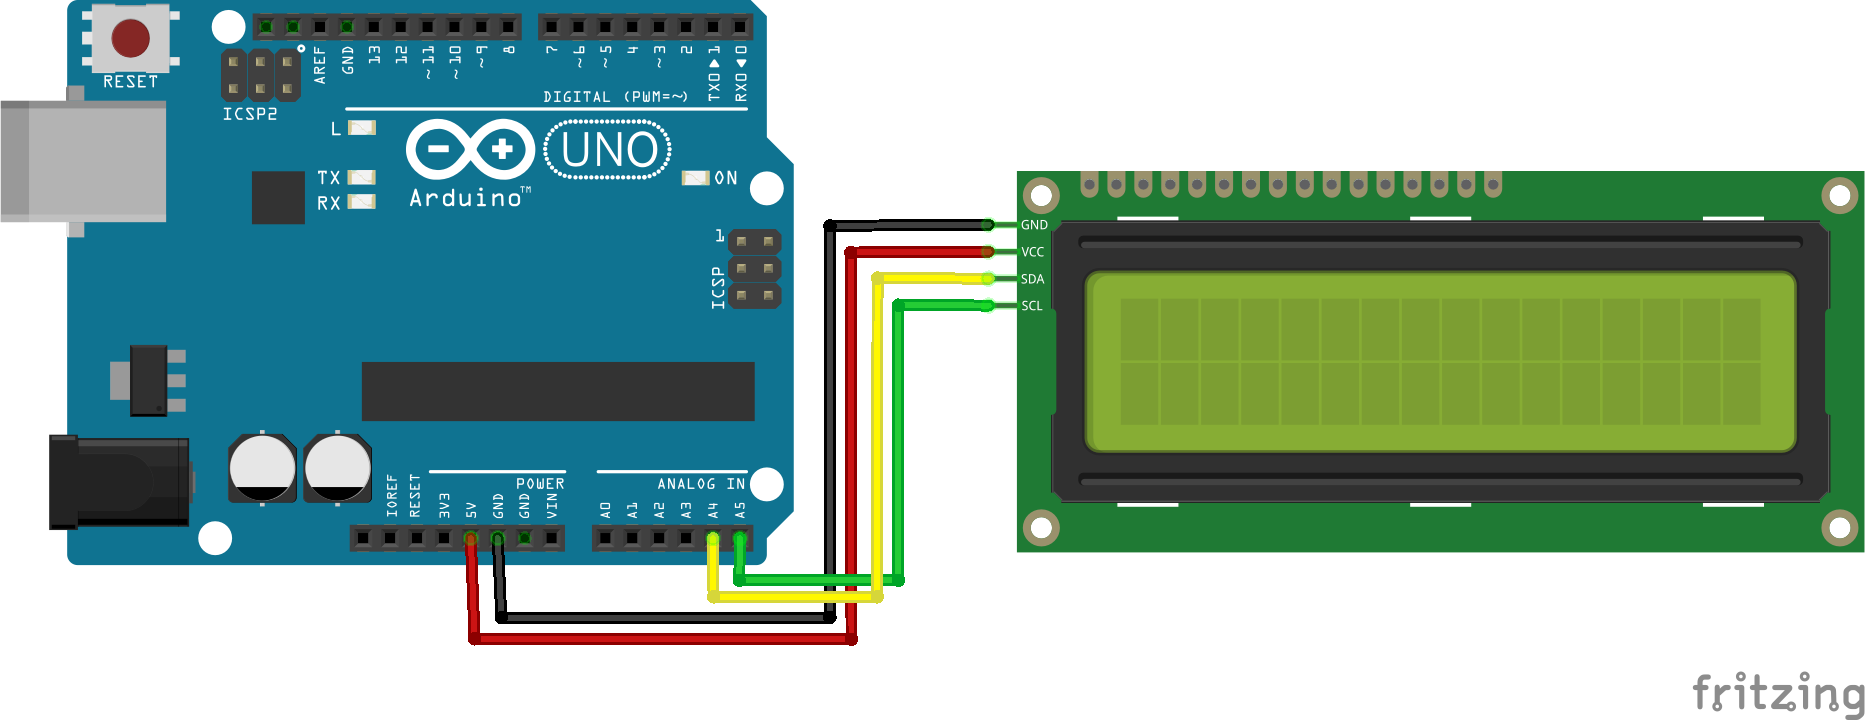 RESET
ICSP2
AREF
GND
13
12
~11
~10
~9
8
7
~6
~5
4
~3
2
TX0▶1
RX0◀0
DIGITAL (PWM=~)
L
TX
RX
Arduino™
UNO
ON
1
ICSP
GND
VCC
SDA
SCL
POWER
ANALOG IN
IOREF
RESET
3V3
5V
GND
GND
VIN
A0
A1
A2
A3
A4
A5
fritzing